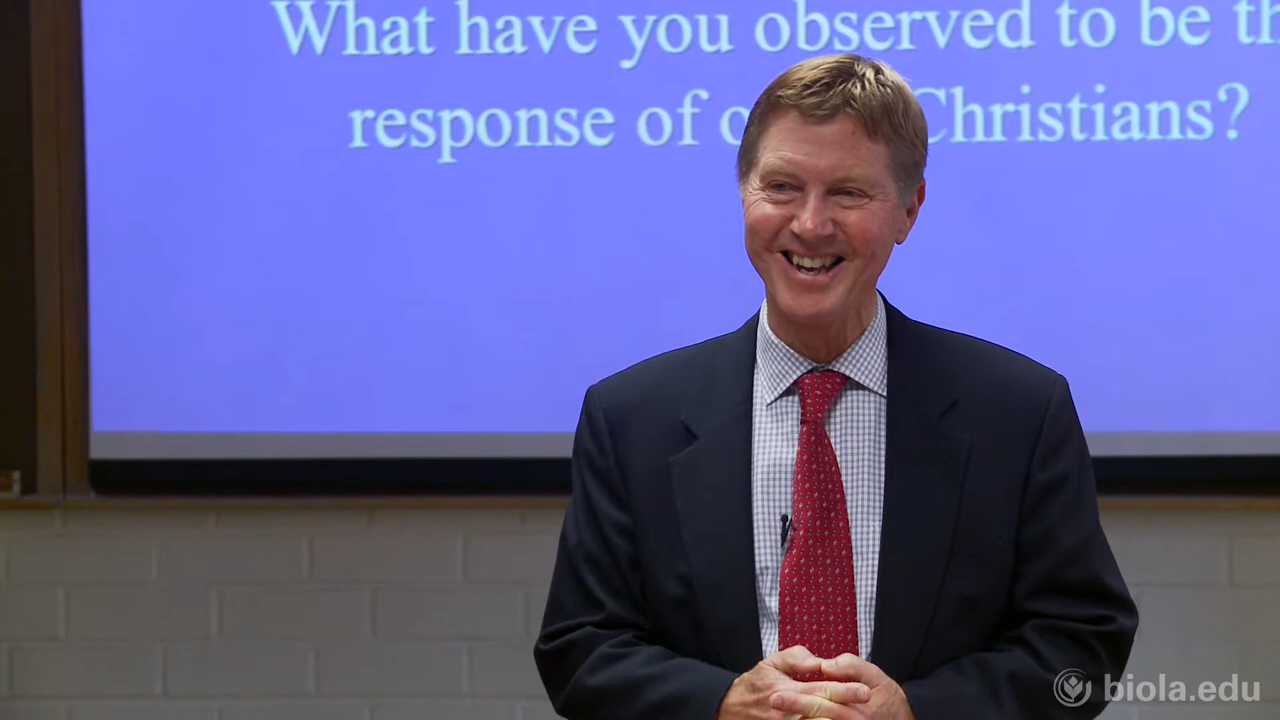 What have you observed to be th
response of o Christians?
biola.edu